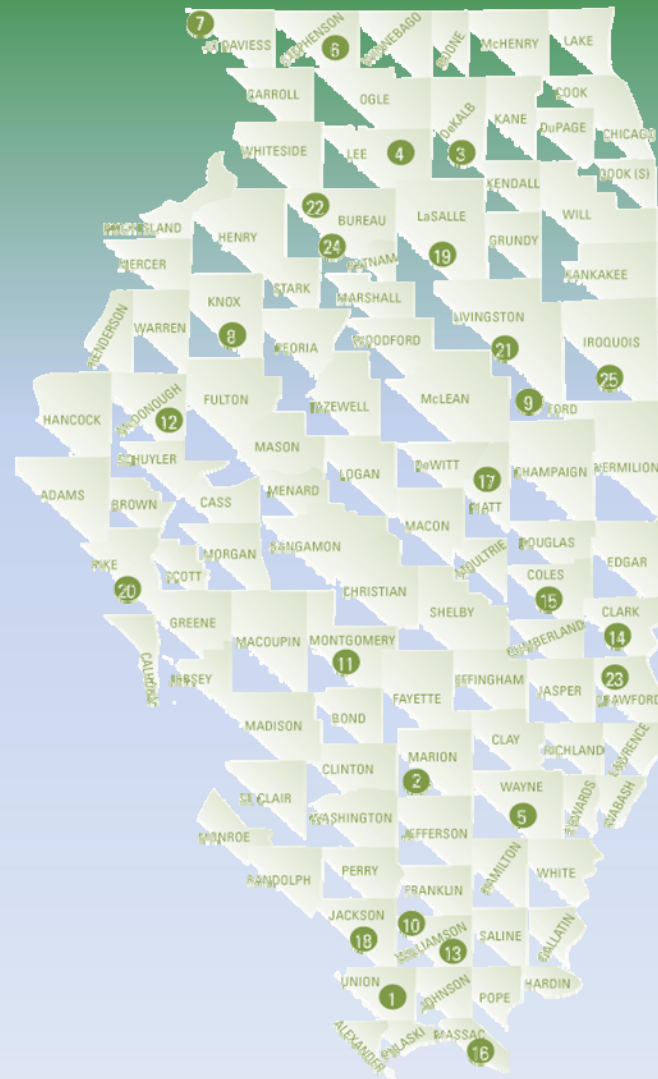 7
JO DAVIESS
STEPHENSON
6
WINNEBAGO
BOONE
McHENRY
LAKE
CARROLL
OGLE
DeKALB
KANE
COOK
DuPAGE
CHICAGO
WHITESIDE
LEE
4
3
KENDALL
COOK (S)
22
BUREAU
LaSALLE
WILL
ROCK ISLAND
HENRY
24
PUTNAM
19
GRUNDY
MERCER
STARK
MARSHALL
KANKAKEE
HENDERSON
WARREN
KNOX
8
PEORIA
WOODFORD
LIVINGSTON
21
IROQUOIS
25
HANCOCK
McDONOUGH
12
FULTON
TAZEWELL
McLEAN
9
FORD
SCHUYLER
MASON
LOGAN
DeWITT
17
PIATT
CHAMPAIGN
VERMILION
ADAMS
BROWN
CASS
MENARD
MACON
PIKE
20
SCOTT
MORGAN
SANGAMON
MOULTRIE
DOUGLAS
EDGAR
COLES
15
CHRISTIAN
SHELBY
CLARK
14
GREENE
MACOUPIN
MONTGOMERY
11
CUMBERLAND
CALHOUN
JERSEY
FAYETTE
EFFINGHAM
JASPER
23
CRAWFORD
MADISON
BOND
CLAY
RICHLAND
LAWRENCE
CLINTON
MARION
2
WAYNE
5
EDWARDS
WABASH
ST. CLAIR
WASHINGTON
JEFFERSON
MONROE
RANDOLPH
PERRY
FRANKLIN
HAMILTON
WHITE
JACKSON
18
10
WILLIAMSON
13
SALINE
GALLATIN
UNION
1
JOHNSON
POPE
HARDIN
ALEXANDER
PULASKI
MASSAC
16